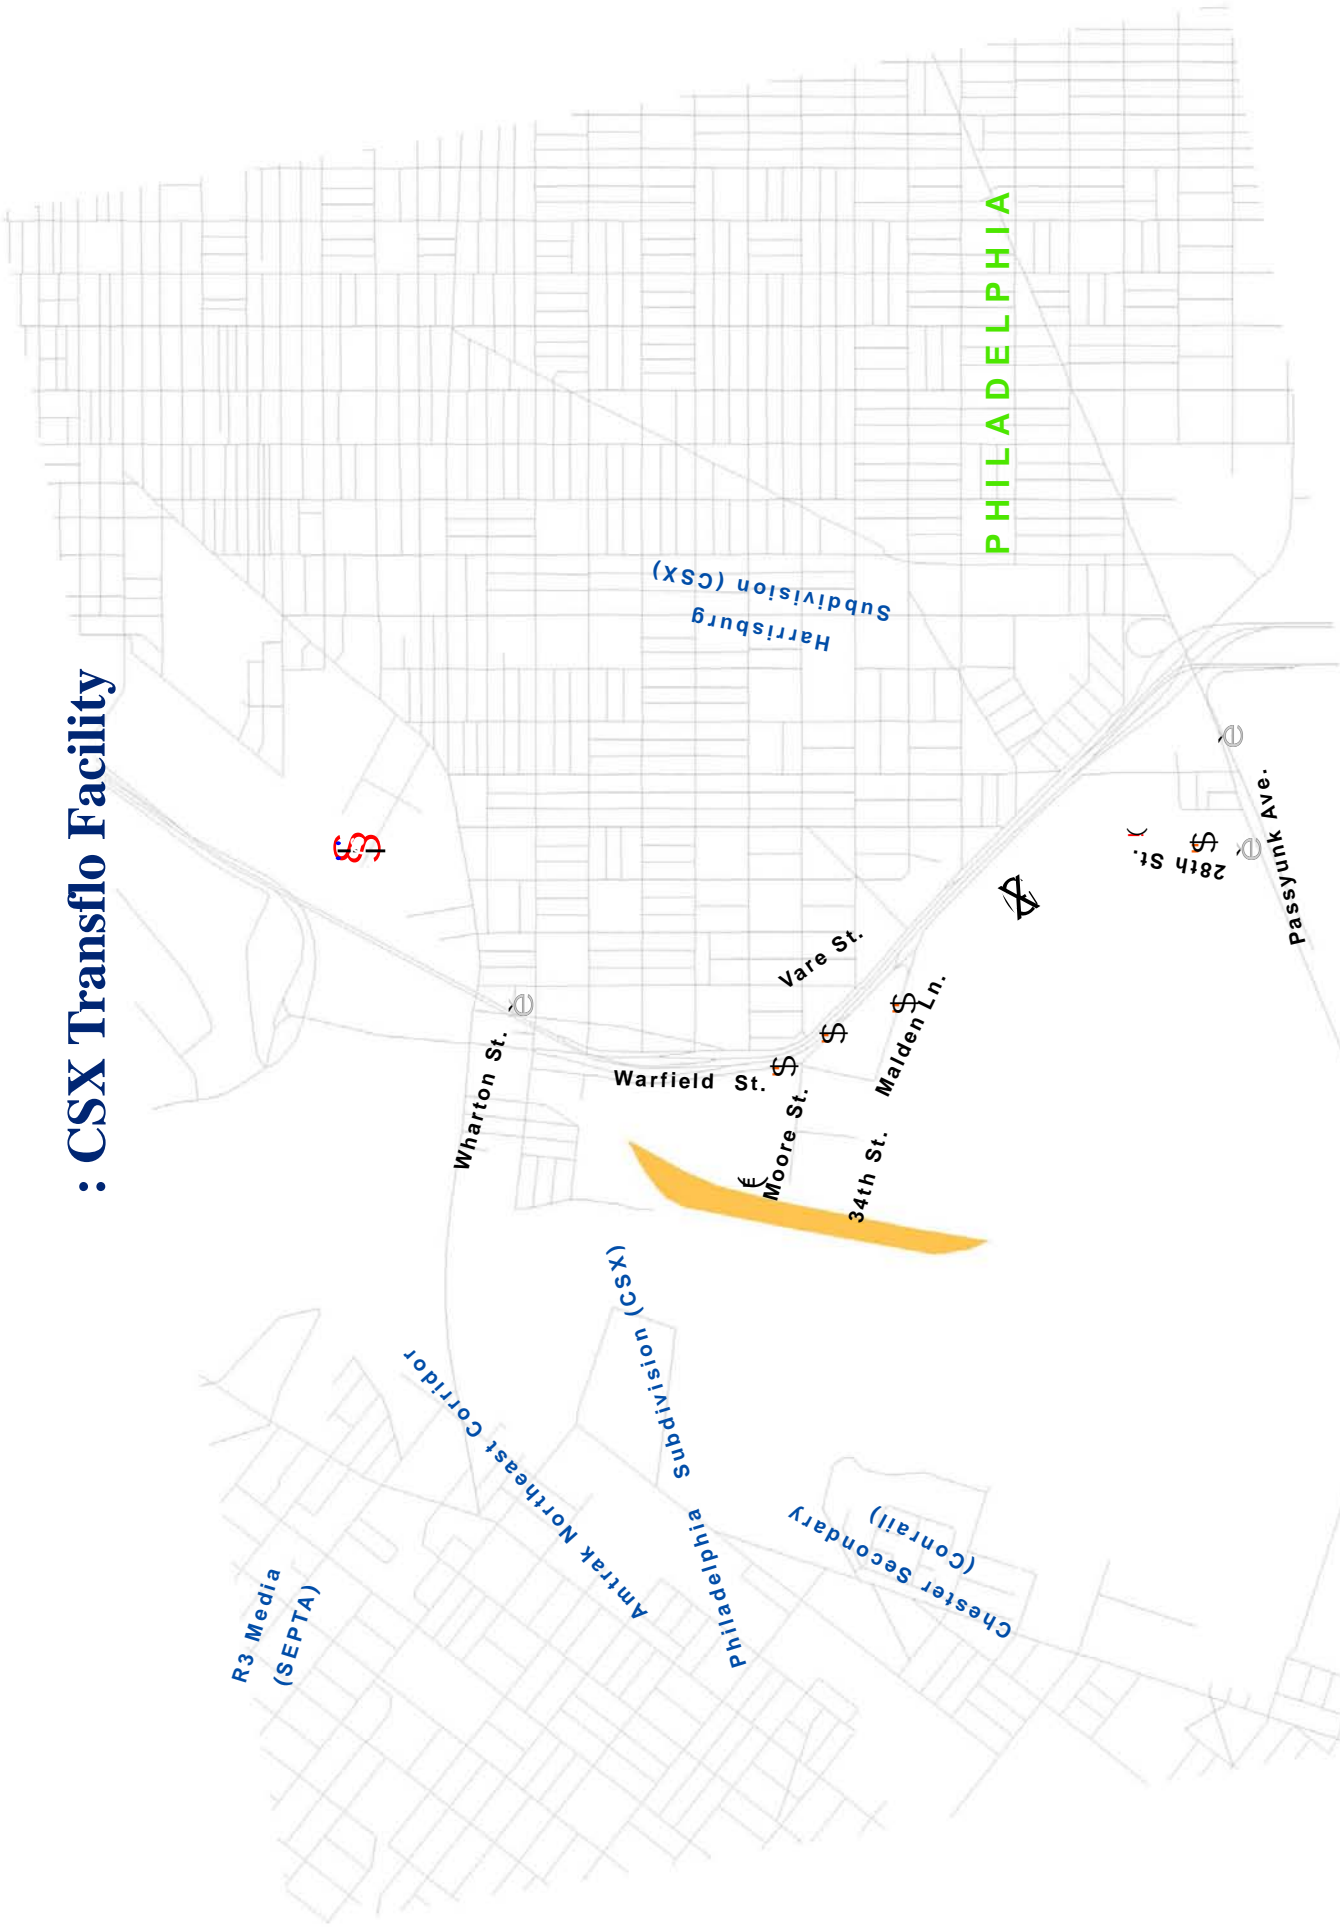 : CSX Transflo Facility
PHILADELPHIA
Harrisburg
Subdivision (CSX)
Passyunk Ave.
28th St.
Vare St.
Malden Ln.
Wharton St.
Warfield St.
Moore St.
34th St.
Philadelphia Subdivision (CSX)
Amtrak Northeast Corridor
Chester Secondary
(Conrail)
R3 Media
(SEPTA)
$
$
$
$
&
e
e
e